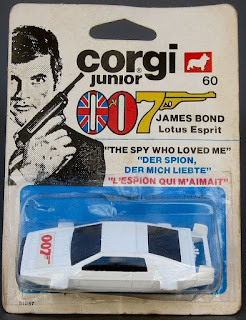 corgi
junior
60
007
JAMES BOND
Lotus Esprit
"THE SPY WHO LOVED ME"
"DER SPION,
DER MICH LIEBTE"
"L'ESPION QUI M'AIMAIT"
007